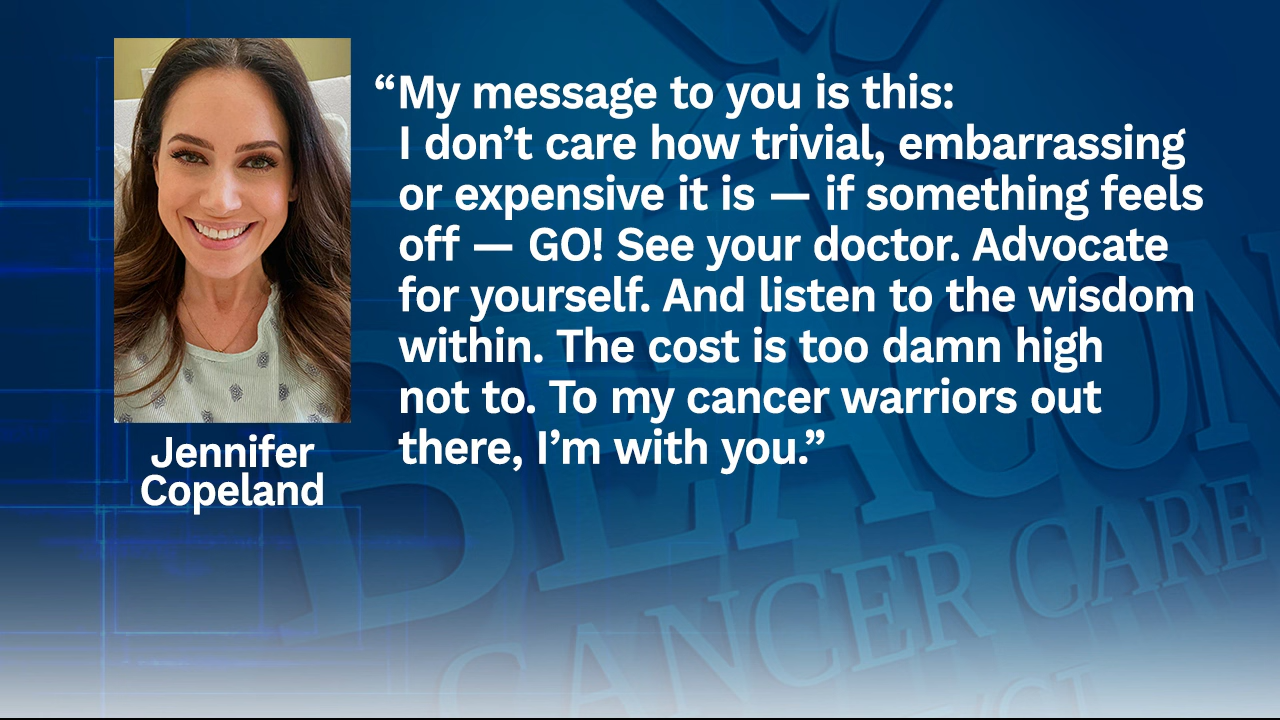 “My message to you is this:
I don’t care how trivial, embarrassing
or expensive it is — if something feels
off — GO! See your doctor. Advocate
for yourself. And listen to the wisdom
within. The cost is too damn high
not to. To my cancer warriors out
there, I’m with you.”
Jennifer
Copeland
BEACON
CANCER CARE